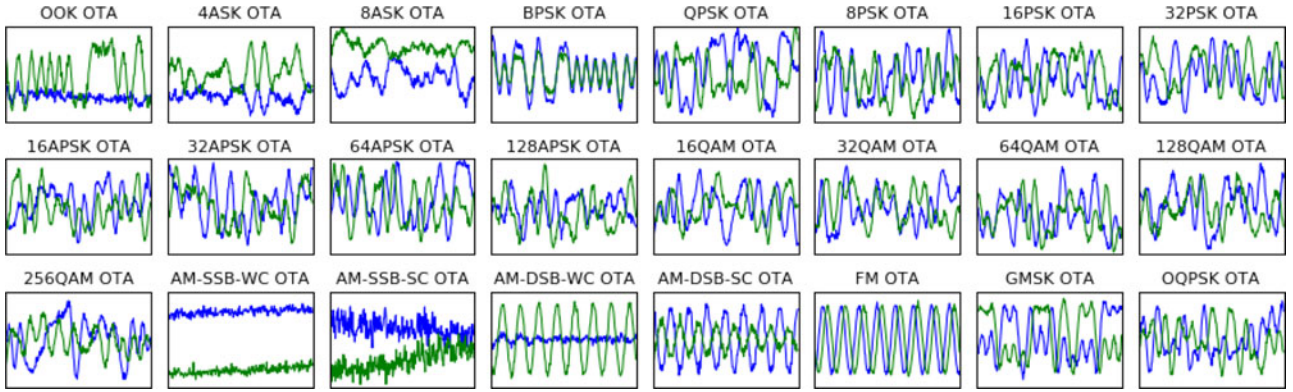 OOK OTA 4ASK OTA 8ASK OTA BPSK OTA QPSK OTA 8PSK OTA 16PSK OTA 32PSK OTA
16APSK OTA 32APSK OTA 64APSK OTA 128APSK OTA 16QAM OTA 32QAM OTA 64QAM OTA 128QAM OTA
256QAM OTA AM-SSB-WC OTA AM-SSB-SC OTA AM-DSB-WC OTA AM-DSB-SC OTA FM OTA GMSK OTA OQPSK OTA